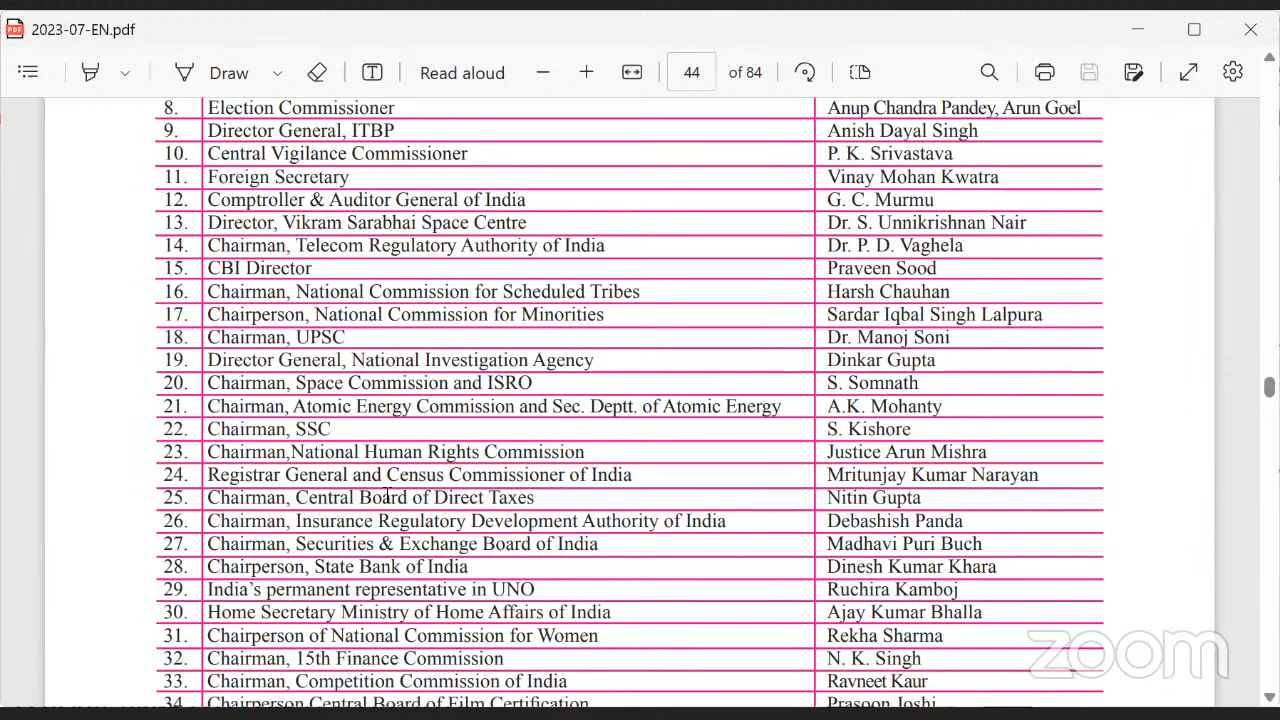 PDF
2023-07-EN.pdf
Draw
Read aloud
44
of 84
8. Election Commissioner Anup Chandra Pandey, Arun Goel
9. Director General, ITBP Anish Dayal Singh
10. Central Vigilance Commissioner P. K. Srivastava
11. Foreign Secretary Vinay Mohan Kwatra
12. Comptroller & Auditor General of India G. C. Murmu
13. Director, Vikram Sarabhai Space Centre Dr. S. Unnikrishnan Nair
14. Chairman, Telecom Regulatory Authority of India Dr. P. D. Vaghela
15. CBI Director Praveen Sood
16. Chairman, National Commission for Scheduled Tribes Harsh Chauhan
17. Chairperson, National Commission for Minorities Sardar Iqbal Singh Lalpura
18. Chairman, UPSC Dr. Manoj Soni
19. Director General, National Investigation Agency Dinkar Gupta
20. Chairman, Space Commission and ISRO S. Somnath
21. Chairman, Atomic Energy Commission and Sec. Deptt. of Atomic Energy A.K. Mohanty
22. Chairman, SSC S. Kishore
23. Chairman,National Human Rights Commission Justice Arun Mishra
24. Registrar General and Census Commissioner of India Mritunjay Kumar Narayan
25. Chairman, Central Board of Direct Taxes Nitin Gupta
26. Chairman, Insurance Regulatory Development Authority of India Debashish Panda
27. Chairman, Securities & Exchange Board of India Madhavi Puri Buch
28. Chairperson, State Bank of India Dinesh Kumar Khara
29. India's permanent representative in UNO Ruchira Kamboj
30. Home Secretary Ministry of Home Affairs of India Ajay Kumar Bhalla
31. Chairperson of National Commission for Women Rekha Sharma
32. Chairman, 15th Finance Commission N. K. Singh
33. Chairman, Competition Commission of India Ravneet Kaur
34. Chairperson Central Board of Film Certification Prasoon Joshi
zoom